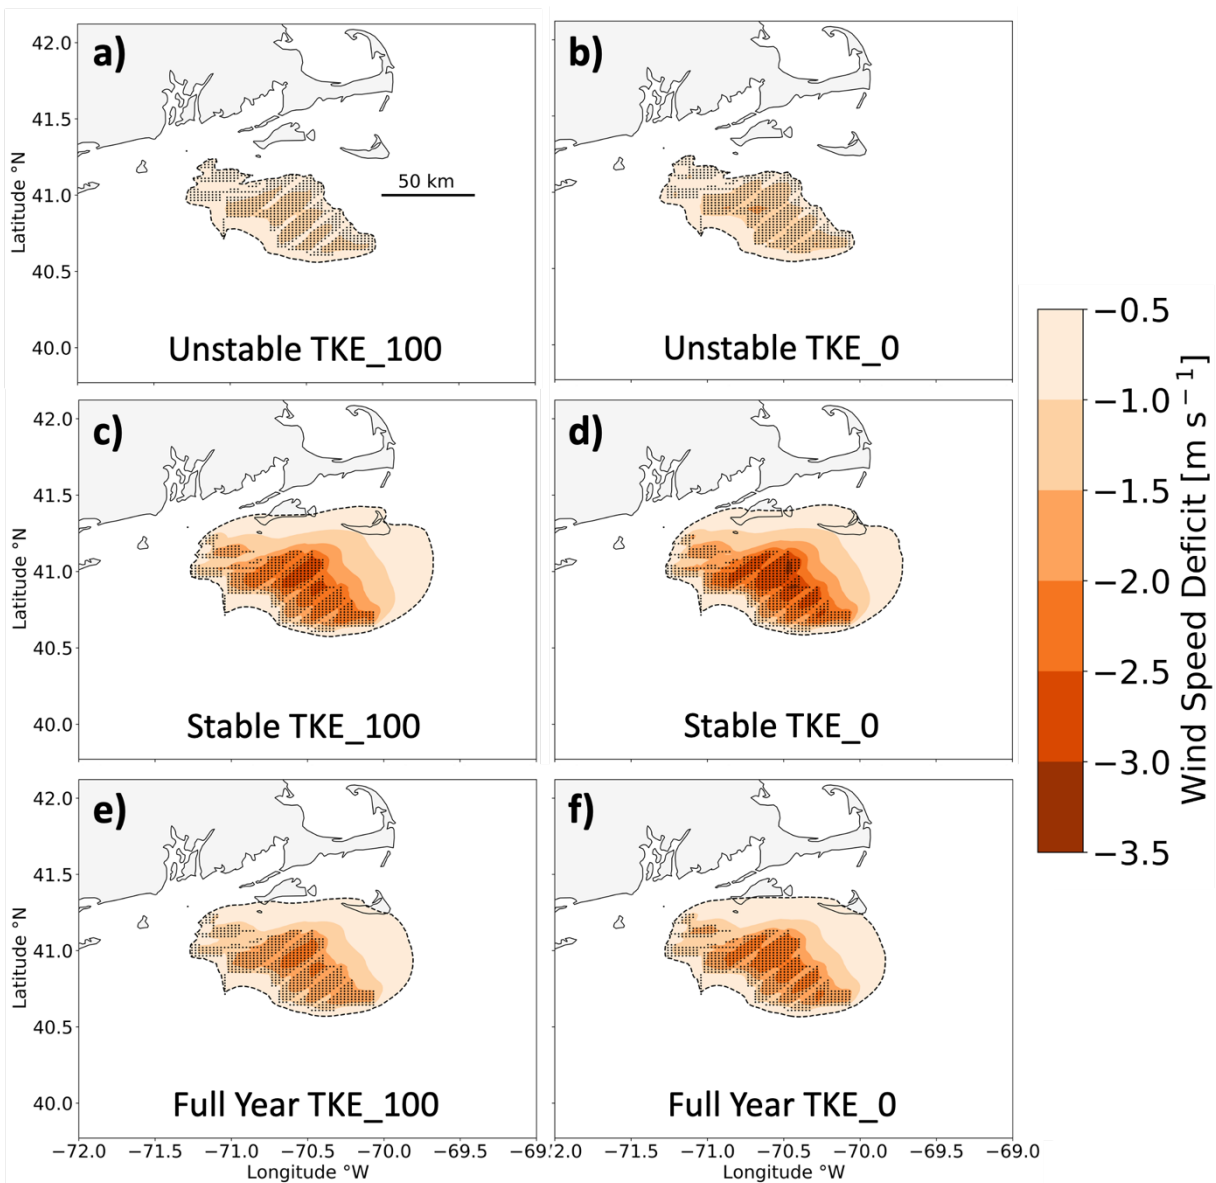 a)
b)
42.0
41.5
41.0
40.5
40.0
Latitude °N
50 km
Unstable TKE_100
Unstable TKE_0
c)
d)
42.0
41.5
41.0
40.5
40.0
Latitude °N
Stable TKE_100
Stable TKE_0
e)
f)
42.0
41.5
41.0
40.5
40.0
Latitude °N
Full Year TKE_100
Full Year TKE_0
−72.0 −71.5 −71.0 −70.5 −70.0 −69.5 −69.
2.0 −71.5 −71.0 −70.5 −70.0 −69.5 −69.0
Longitude °W
Longitude °W
−0.5
−1.0
−1.5
−2.0
−2.5
−3.0
−3.5
Wind Speed Deficit [m s−1]